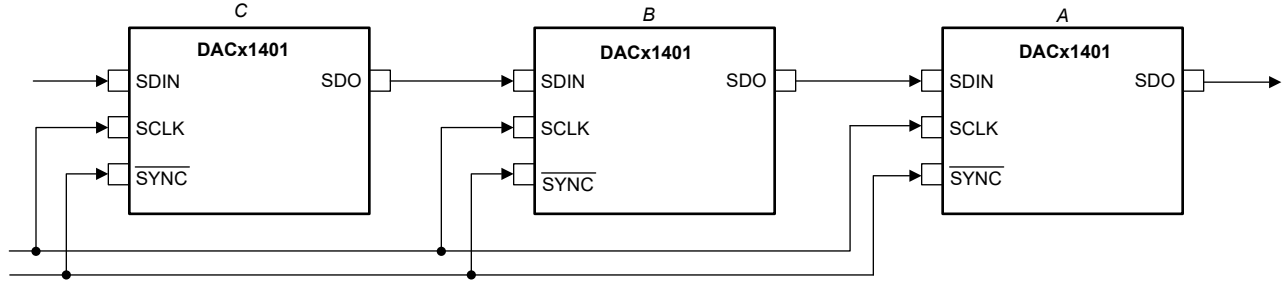 C
DACx1401
SDIN
SDO
SCLK
SYNC
B
DACx1401
SDIN
SDO
SCLK
SYNC
A
DACx1401
SDIN
SDO
SCLK
SYNC